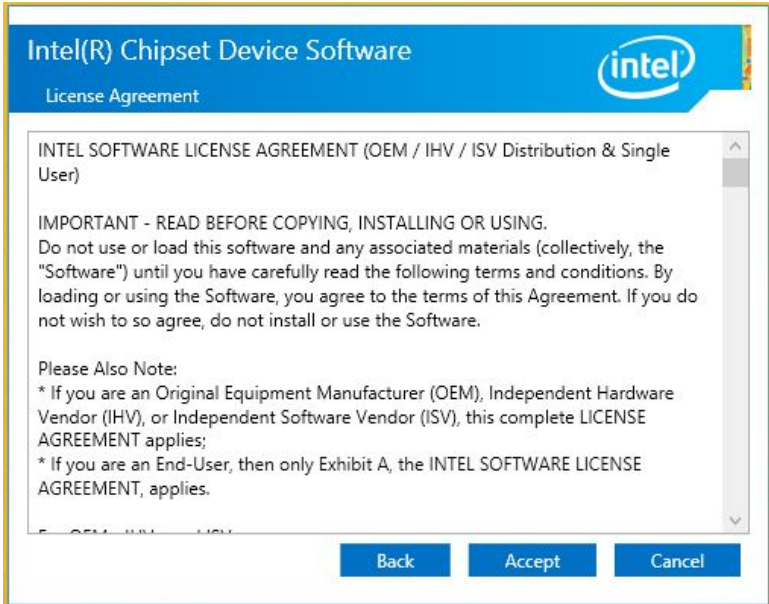 Intel(R) Chipset Device Software
intel
License Agreement
INTEL SOFTWARE LICENSE AGREEMENT (OEM / IHV / ISV Distribution & Single
User)
IMPORTANT - READ BEFORE COPYING, INSTALLING OR USING.
Do not use or load this software and any associated materials (collectively, the
"Software") until you have carefully read the following terms and conditions. By
loading or using the Software, you agree to the terms of this Agreement. If you do
not wish to so agree, do not install or use the Software.
Please Also Note:
* If you are an Original Equipment Manufacturer (OEM), Independent Hardware
Vendor (IHV), or Independent Software Vendor (ISV), this complete LICENSE
AGREEMENT applies;
* If you are an End-User, then only Exhibit A, the INTEL SOFTWARE LICENSE
AGREEMENT, applies.
Back Accept Cancel